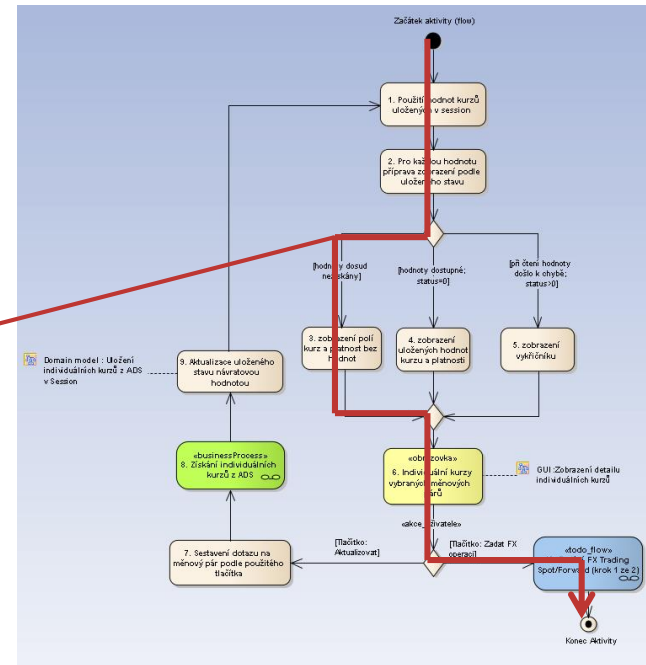 Začátek aktivity (flow)
1. Použití hodnot kurzů
uložených v session
2. Pro každou hodnotu
příprava zobrazení podle
uloženého stavu
[hodnoty dosud
nezískány]
[hodnoty dostupné;
status=0]
[při čtení hodnoty
došlo k chybě;
status>0]
3. zobrazení polí
kurz a platnost bez
hodnot
4. zobrazení
uložených hodnot
kurzu a platnosti
5. zobrazení
vykřičníku
Domain model : Uložení
individuálních kurzů z ADS
v Session
9. Aktualizace uloženého
stavu návratovou
hodnotou
«businessProcess»
8. Získání individuálních
kurzů z ADS
«obrazovka»
6. Individuální kurzy
vybraných měnových
párů
GUI :Zobrazení detailu
individuálních kurzů
«akce_uživatele»
[Tlačítko:
Aktualizovat]
[Tlačítko: Zadat FX
operaci]
7. Sestavení dotazu na
měnový pár podle použitého
tlačítka
«todo_flow»
FX Trading
Spot/Forward (krok 1 ze 2)
Konec Aktivity